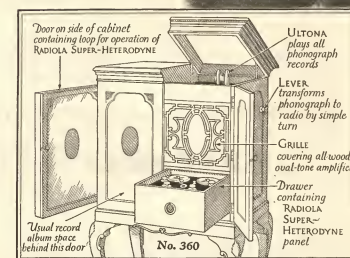 Door on side of cabinet
containing loop for operation of
RADIOLA SUPER-HETERODYNE
ULTONA
plays all
phonograph
records
LEVER
transforms
phonograph to
radio by simple
turn
GRILLE
covering all-wood
oval-tone amplifie
Drawer
containing
RADIOLA
SUPER-
HETERODYNE
panel
Usual record
album space
behind this door
No. 360